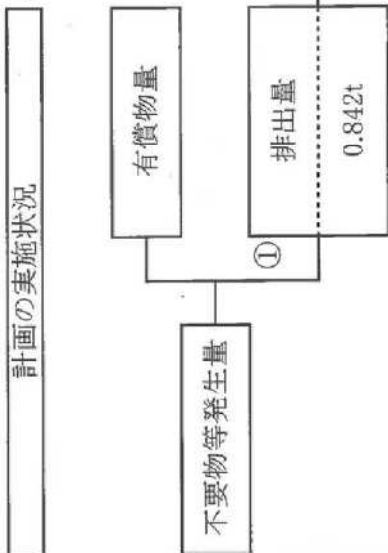 計画の実施状況
有償物量
不要物等発生量
①
排出量
0.842t